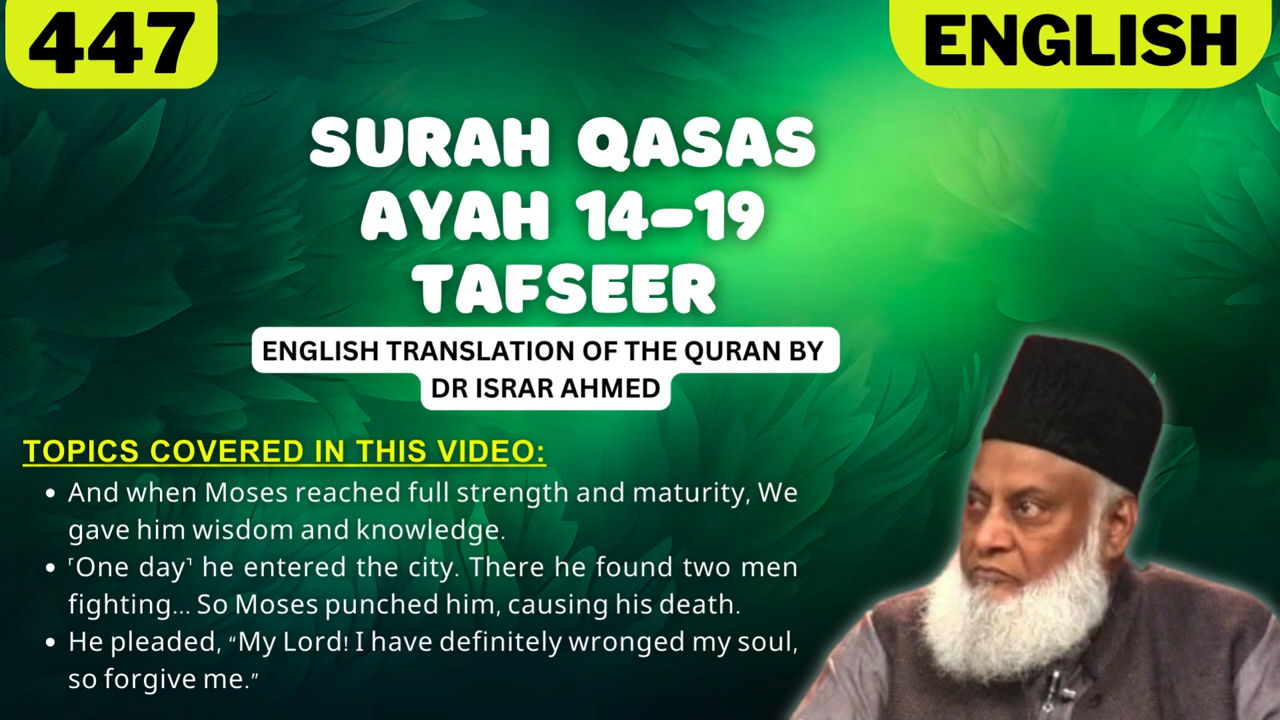 447
ENGLISH
SURAH QASAS
AYAH 14-19
TAFSEER
ENGLISH TRANSLATION OF THE QURAN BY
DR ISRAR AHMED
TOPICS COVERED IN THIS VIDEO:
• And when Moses reached full strength and maturity, We
gave him wisdom and knowledge.
• ˹One day˺ he entered the city. There he found two men
fighting... So Moses punched him, causing his death.
• He pleaded, “My Lord! I have definitely wronged my soul,
so forgive me.”